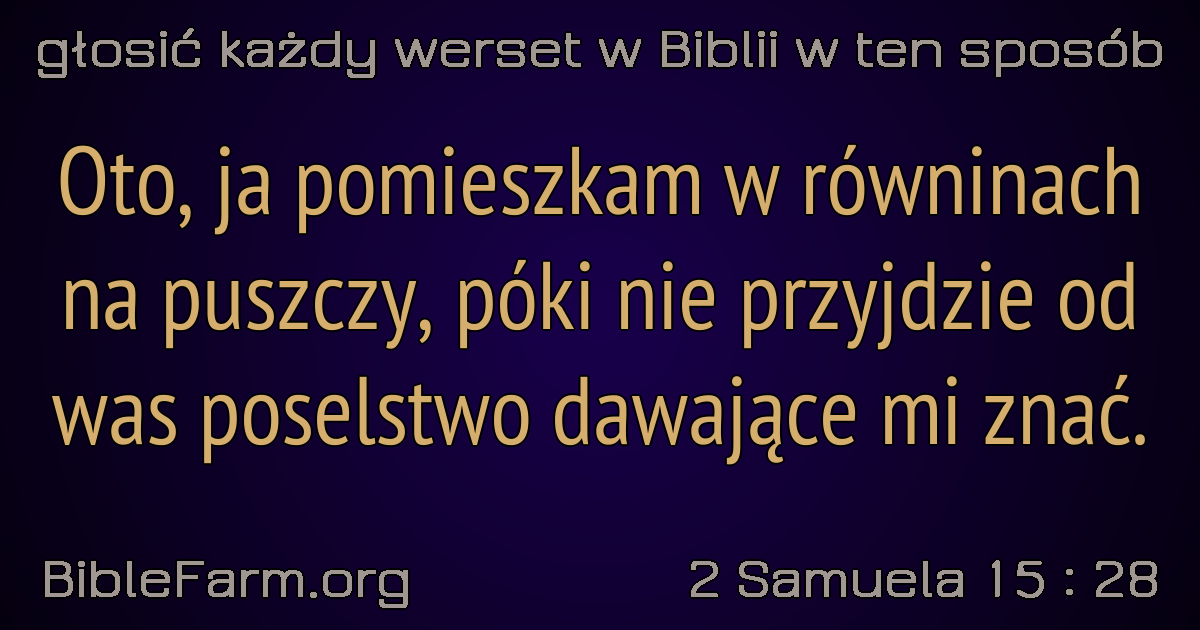 głosić każdy werset w Biblii w ten sposób
Oto, ja pomieszkam w równinach
na puszczy, póki nie przyjdzie od
was poselstwo dawające mi znać.
BibleFarm.org
2 Samuela 15 : 28